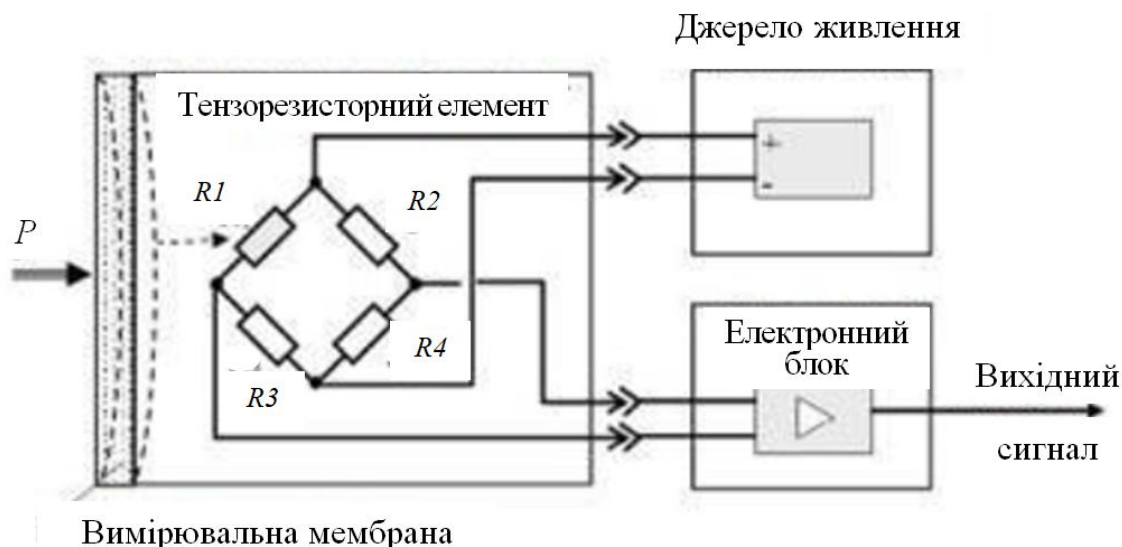 Джерело живлення
Тензорезисторний елемент
+
-
R1
R2
P
R3
R4
Електронний
блок
Вихідний
сигнал
Вимірювальна мембрана